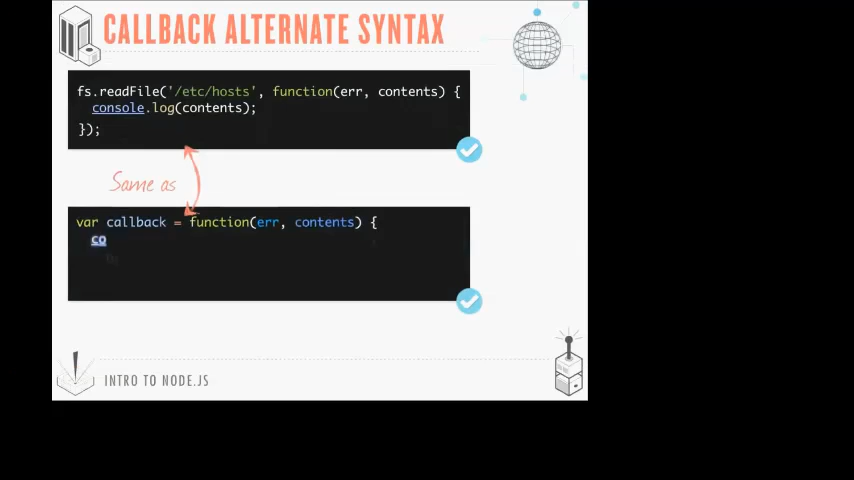 CALLBACK ALTERNATE SYNTAX
fs.readFile('/etc/hosts', function(err, contents) {
console.log(contents);
});
Same as
var callback = function(err, contents) {
co
INTRO TO NODE.JS